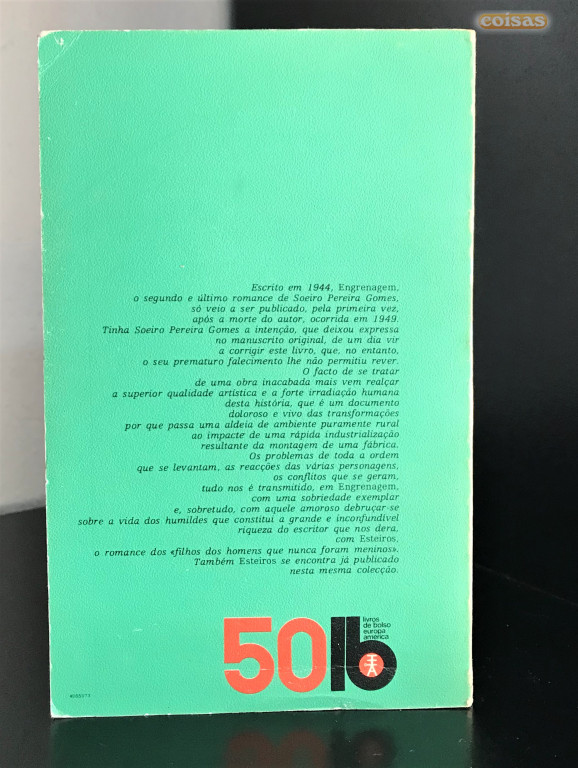 coisas
Escrito em 1944, Engrenagem,
o segundo e último romance de Soeiro Pereira Gomes,
só veio a ser publicado, pela primeira vez,
após a morte do autor, ocorrida em 1949.
Tinha Soeiro Pereira Gomes a intenção, que deixou expressa
no manuscrito original, de um dia vir
a corrigir este livro, que, no entanto,
o seu prematuro falecimento lhe não permitiu rever.
O facto de se tratar
de uma obra inacabada mais vem realçar
a superior qualidade artística e a forte irradiação humana
desta história, que é um documento
doloroso e vivo das transformações
por que passa uma aldeia de ambiente puramente rural
ao impacte de uma rápida industrialização
resultante da montagem de uma fábrica.
Os problemas de toda a ordem
que se levantam, as reacções das várias personagens,
os conflitos que se geram,
tudo nos é transmitido, em Engrenagem,
com uma sobriedade exemplar
e, sobretudo, com aquele amoroso debruçar-se
sobre a vida dos humildes que constitui a grande e inconfundível
riqueza do escritor que nos dera,
com Esteiros,
o romance dos «filhos dos homens que nunca foram meninos».
Também Esteiros se encontra já publicado
nesta mesma colecção.
50lb
livros
de bolso
europa
américa